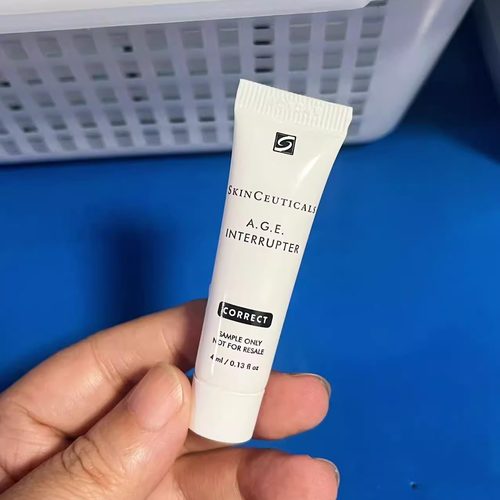 SKINCEUTICALS
A.G.E.
INTERRUPTER
CORRECT
SAMPLE ONLY
NOT FOR RESALE
4 ml / 0.13 fl oz